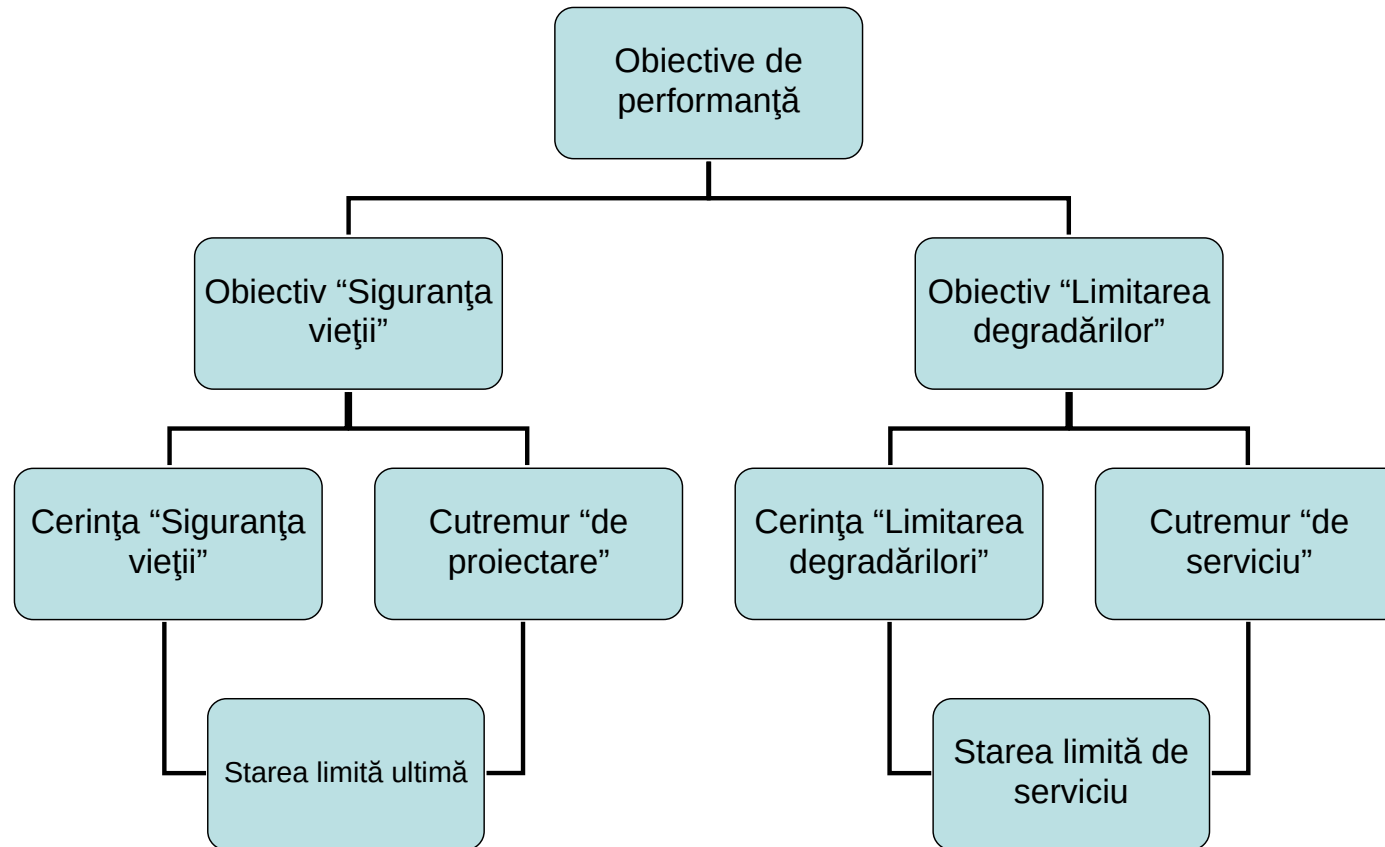 Obiective de
performanţă
Obiectiv “Siguranţa
vieţii”
Obiectiv “Limitarea
degradărilor”
Cerinţa “Siguranţa
vieţii”
Cutremur “de
proiectare”
Cerinţa “Limitarea
degradărilori”
Cutremur “de
serviciu”
Starea limită ultimă
Starea limită de
serviciu